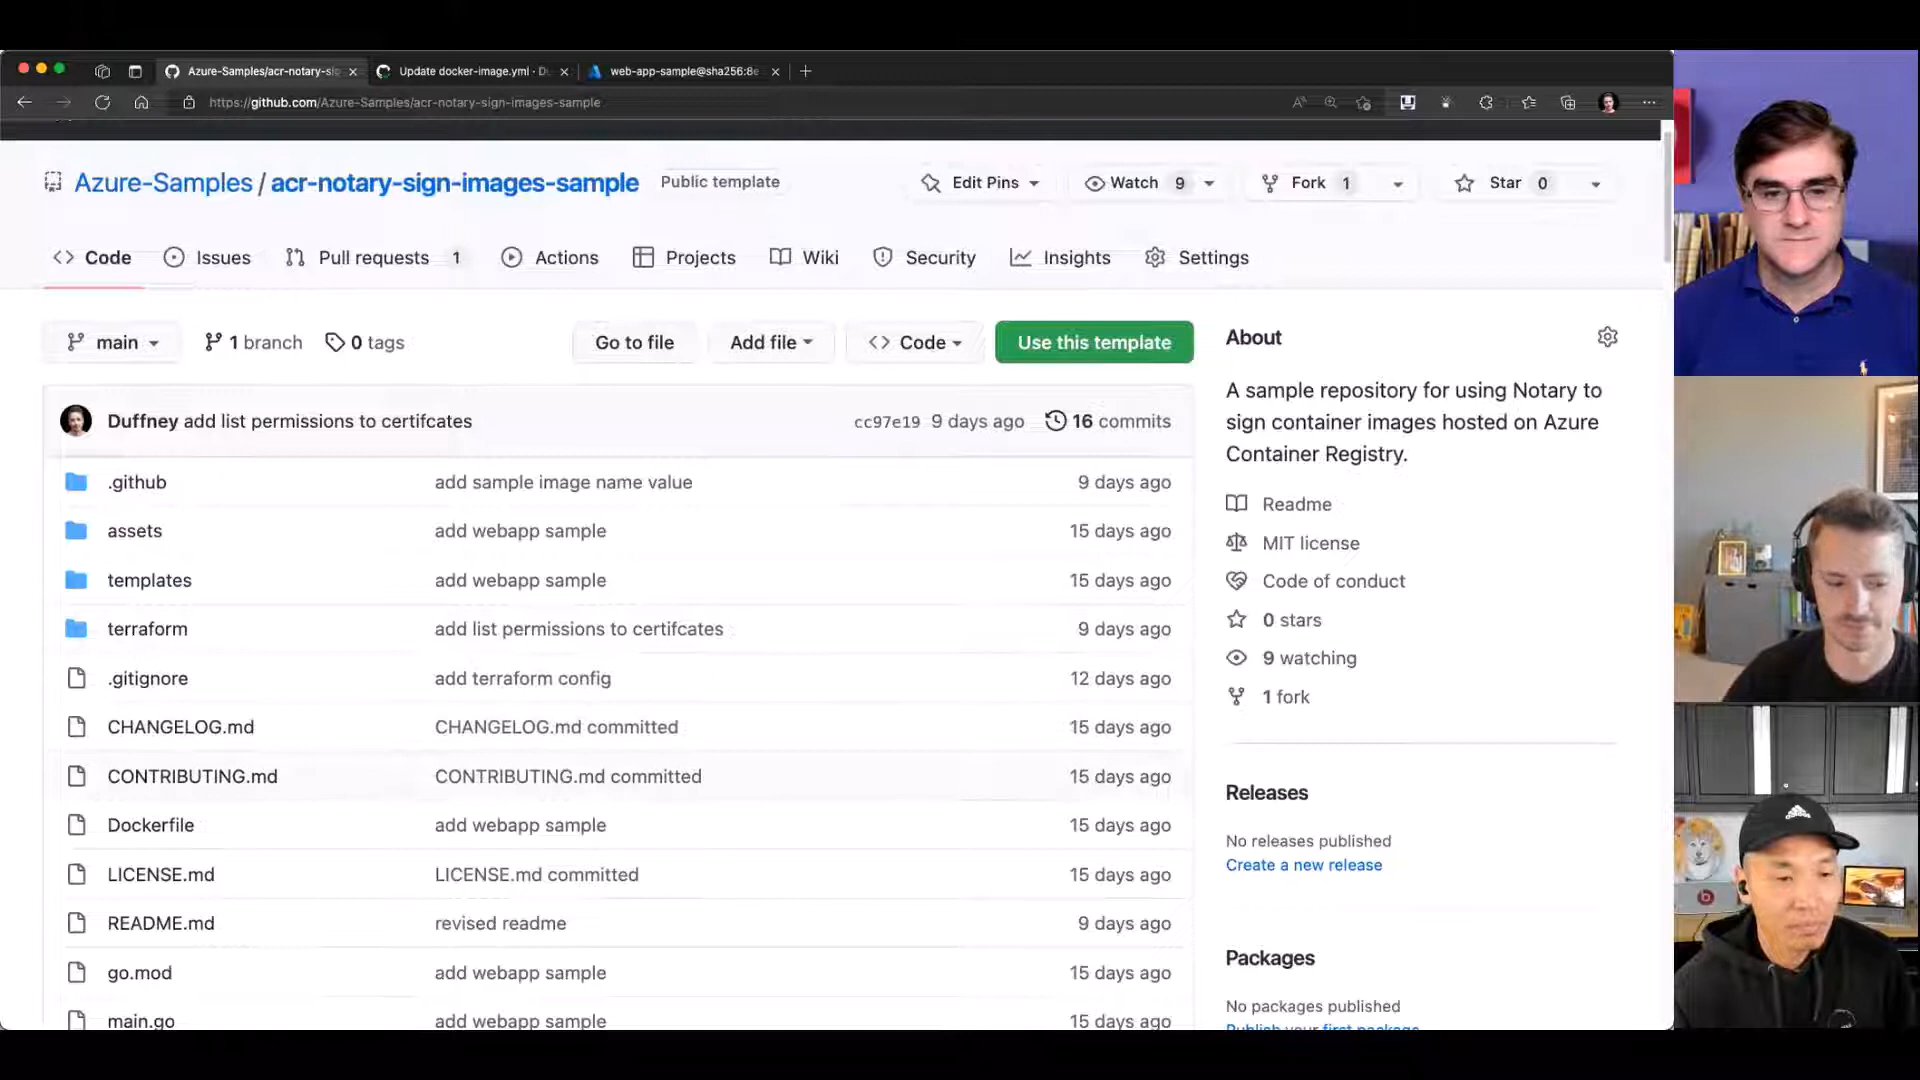 Azure-Samples/acr-notary-si
Update docker-image.yml · Du
web-app-sample@sha256:8e
https://github.com/Azure-Samples/acr-notary-sign-images-sample
Azure-Samples / acr-notary-sign-images-sample Public template
Edit Pins Watch 9 Fork 1 Star 0
Code Issues Pull requests 1 Actions Projects Wiki Security Insights Settings
main 1 branch 0 tags Go to file Add file Code Use this template
Duffney add list permissions to certifcates cc97e19 9 days ago 16 commits
.github add sample image name value 9 days ago
assets add webapp sample 15 days ago
templates add webapp sample 15 days ago
terraform add list permissions to certifcates 9 days ago
.gitignore add terraform config 12 days ago
CHANGELOG.md CHANGELOG.md committed 15 days ago
CONTRIBUTING.md CONTRIBUTING.md committed 15 days ago
Dockerfile add webapp sample 15 days ago
LICENSE.md LICENSE.md committed 15 days ago
README.md revised readme 9 days ago
go.mod add webapp sample 15 days ago
main.go add webapp sample 15 days ago
About
A sample repository for using Notary to
sign container images hosted on Azure
Container Registry.
Readme
MIT license
Code of conduct
0 stars
9 watching
1 fork
Releases
No releases published
Create a new release
Packages
No packages published
Publish your first package